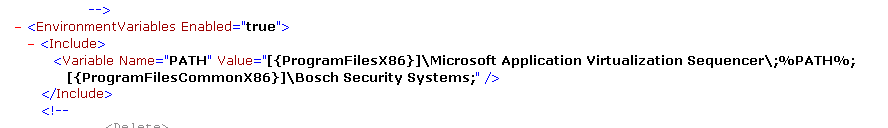 -->
– <EnvironmentVariables Enabled="true">
– <Include>
<Variable Name="PATH" Value="[{ProgramFilesX86}]\Microsoft Application Virtualization Sequencer\;%PATH%;
[{ProgramFilesCommonX86}]\Bosch Security Systems;" />
</Include>
<!--
<Delete>